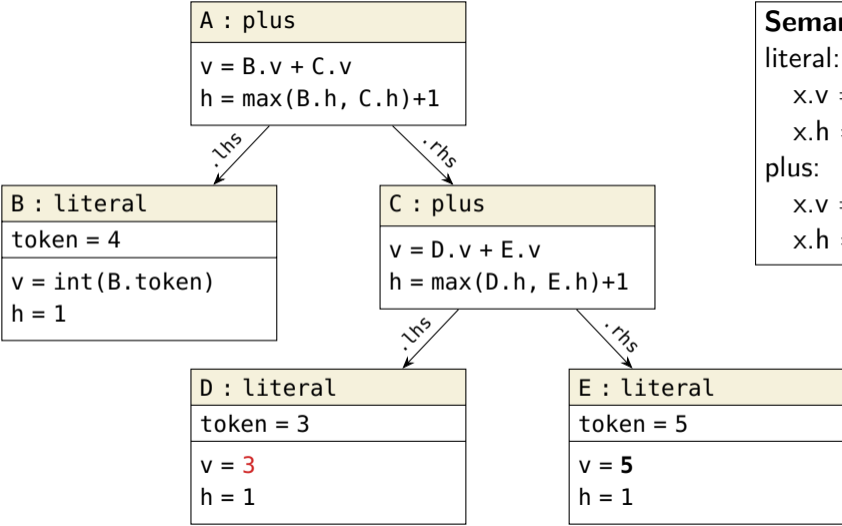 A : plus
v = B.v + C.v
h = max(B.h, C.h)+1
.lhs
.rhs
B : literal
token = 4
v = int(B.token)
h = 1
C : plus
v = D.v + E.v
h = max(D.h, E.h)+1
.lhs
.rhs
D : literal
token = 3
v = 3
h = 1
E : literal
token = 5
v = 5
h = 1
literal:
x.v =
x.h =
plus:
x.v =
x.h =